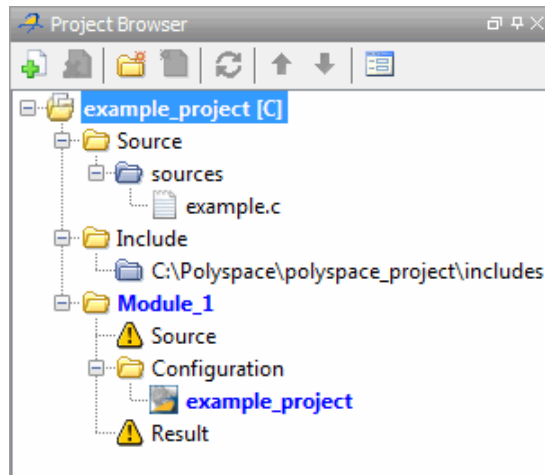 Project Browser
example_project [C]
Source
sources
example.c
Include
C:\Polyspace\polyspace_project\includes
Module_1
Source
Configuration
example_project
Result